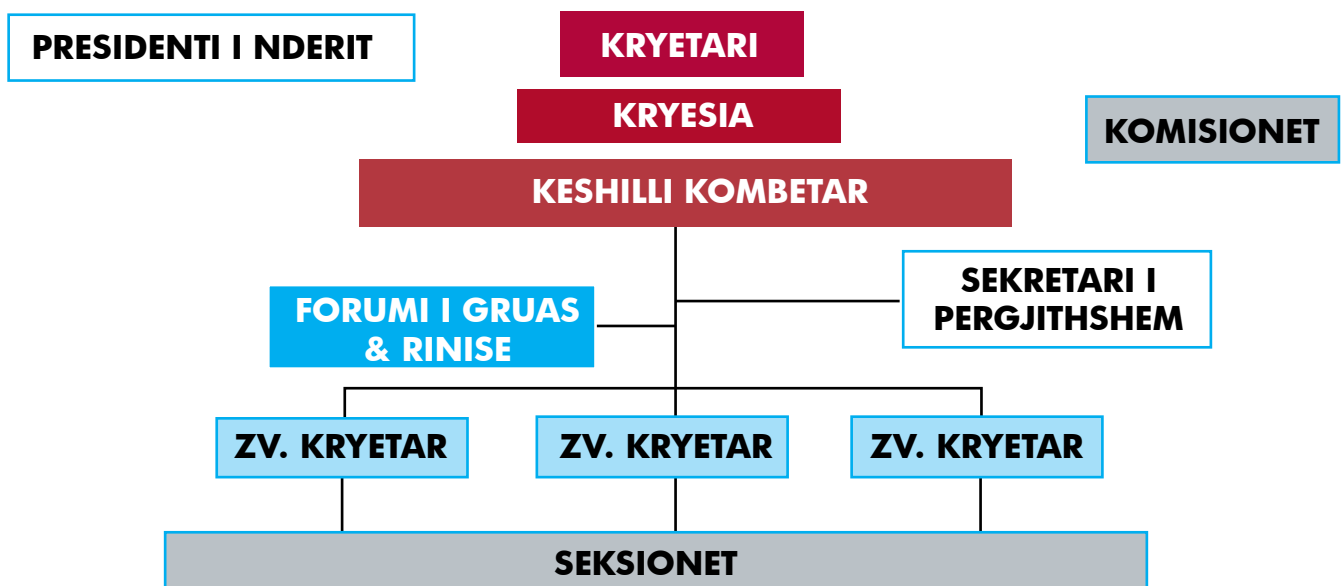 PRESIDENTI I NDERIT
KRYETARI
KRYESIA
KOMISIONET
KESHILLI KOMBETAR
SEKRETARI I
PERGJITHSHEM
FORUMI I GRUAS
& RINISE
ZV. KRYETAR
ZV. KRYETAR
ZV. KRYETAR
SEKSIONET